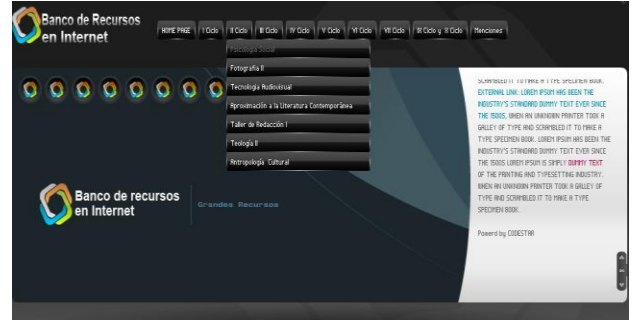 Banco de Recursos
en Internet
HOME PAGE
I Ciclo
II Ciclo
III Ciclo
IV Ciclo
V Ciclo
VI Ciclo
VII Ciclo
Menciones
Psicología Social
Fotografía II
Tecnología Audiovisual
Aproximación a la Literatura Contemporánea
Taller de Redacción I
Teología II
Antropología Cultural
Banco de recursos
en Internet
Grandes Recursos
SCRAMBLED IT TO MAKE A TYPE SPECIMEN BOOK.
EXTERNAL LINK: LOREM IPSUM HAS BEEN THE
INDUSTRY'S STANDARD DUMMY TEXT EVER SINCE
THE 1500S, WHEN AN UNKNOWN PRINTER TOOK A
GALLEY OF TYPE AND SCRAMBLED IT TO MAKE A
TYPE SPECIMEN BOOK. LOREM IPSUM HAS BEEN THE
INDUSTRY'S STANDARD DUMMY TEXT EVER SINCE
THE 1500S LOREM IPSUM IS SIMPLY DUMMY TEXT
OF THE PRINTING AND TYPESETTING INDUSTRY.
WHEN AN UNKNOWN PRINTER TOOK A GALLEY OF
TYPE AND SCRAMBLED IT TO MAKE A TYPE
SPECIMEN BOOK.
Powerd by CODESTAR